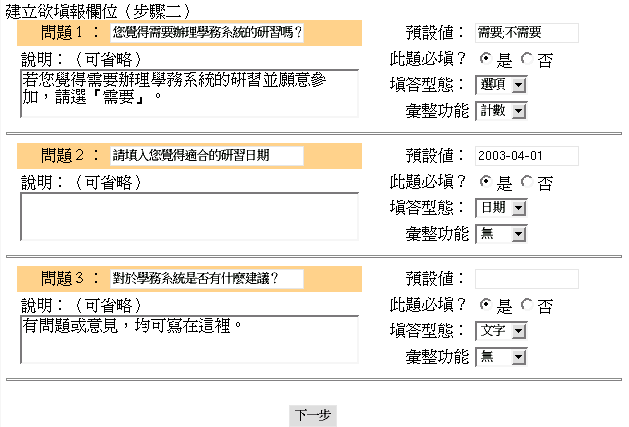 建立欲填報欄位（步驟二）
問題1： 您覺得需要辦理學務系統的研習嗎？ 預設值： 需要;不需要
說明：（可省略） 此題必填？ 是 否
若您覺得需要辦理學務系統的研習並願意參 填答型態： 選項
加，請選『需要』。 彙整功能 計數
問題2： 請填入您覺得適合的研習日期 預設值： 2003-04-01
說明：（可省略） 此題必填？ 是 否
填答型態： 日期
彙整功能 無
問題3： 對於學務系統是否有什麼建議？ 預設值：
說明：（可省略） 此題必填？ 是 否
有問題或意見，均可寫在這裡。 填答型態： 文字
彙整功能 無
下一步